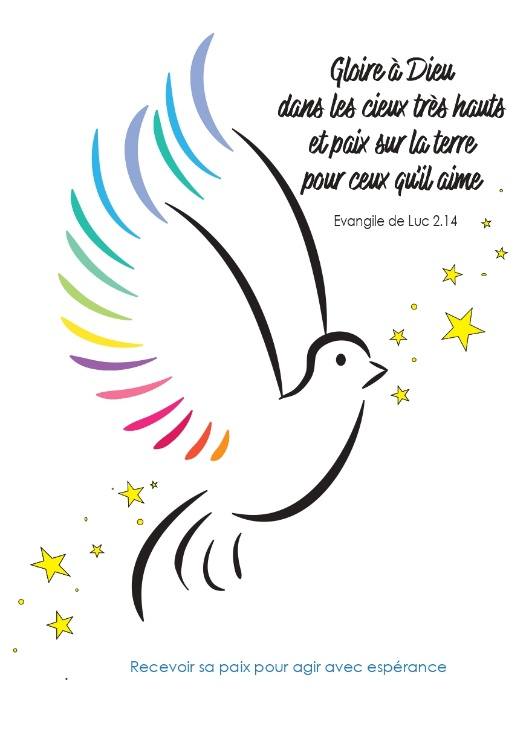 Gloire à Dieu
dans les cieux très hauts
et paix sur la terre
pour ceux qu'il aime
Evangile de Luc 2.14
Recevoir sa paix pour agir avec espérance